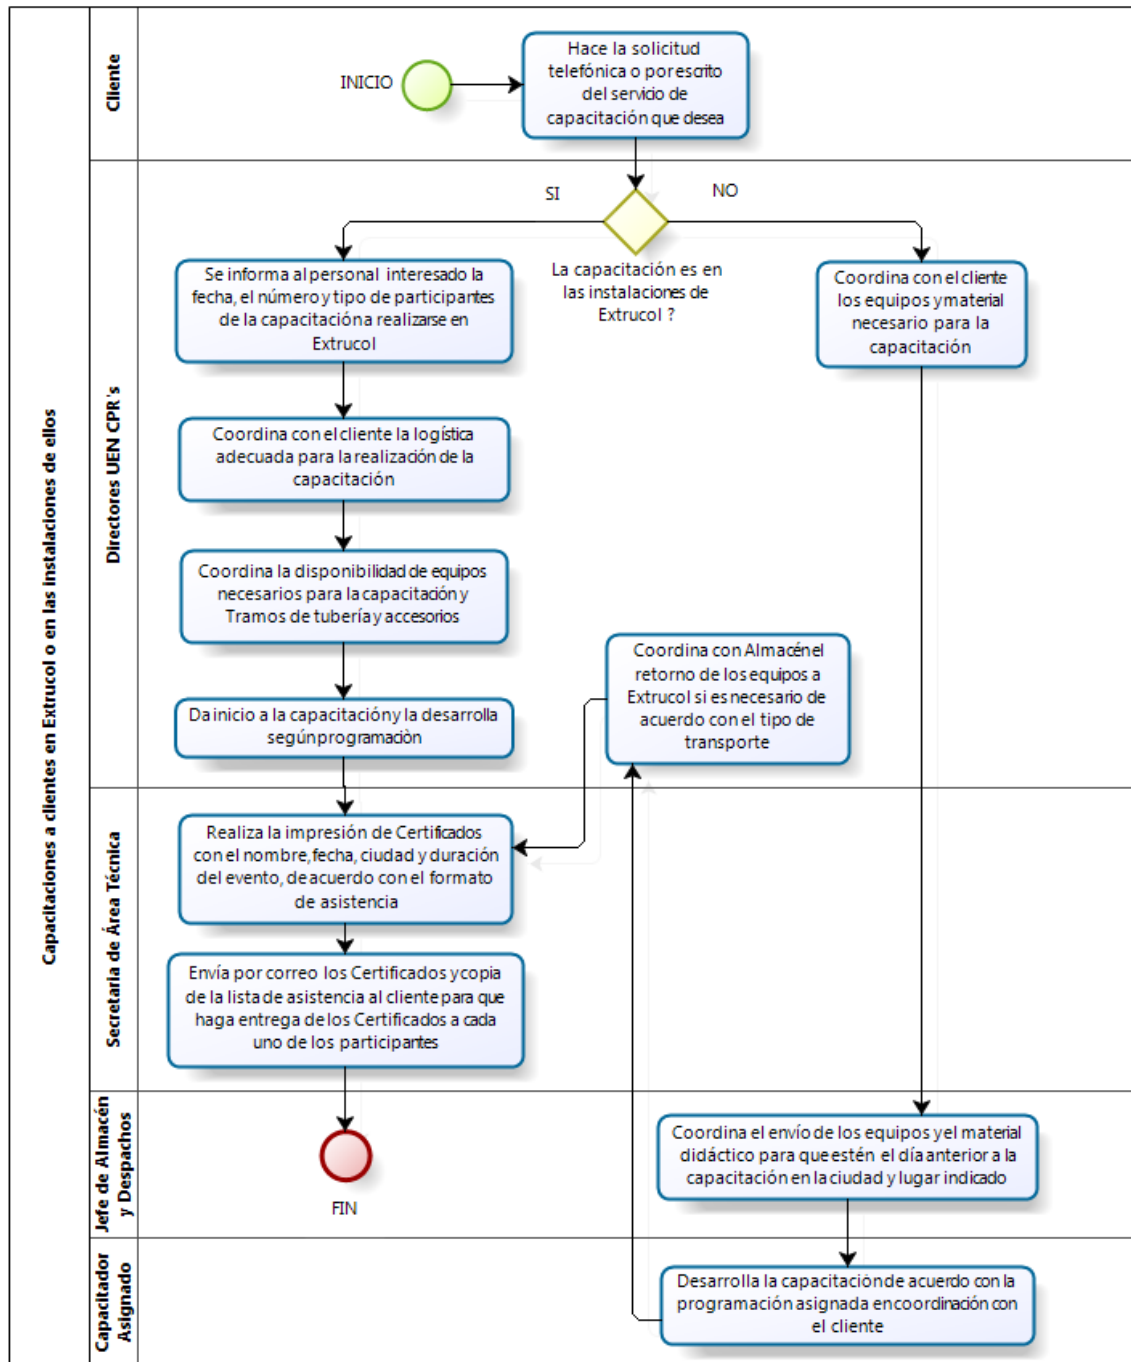 Capacitaciones a clientes en Extrucol o en las instalaciones de ellos
Cliente
INICIO
Hace la solicitud
telefónica o por escrito
del servicio de
capacitación que desea
Directores UEN CPR's
SI
NO
La capacitación es en
las instalaciones de
Extrucol ?
Se informa al personal interesado la
fecha, el número y tipo de participantes
de la capacitación a realizarse en
Extrucol
Coordina con el cliente
los equipos y material
necesario para la
capacitación
Coordina con el cliente la logística
adecuada para la realización de la
capacitación
Coordina la disponibilidad de equipos
necesarios para la capacitación y
Tramos de tubería y accesorios
Coordina con Almacén el
retorno de los equipos a
Extrucol si es necesario de
acuerdo con el tipo de
transporte
Da inicio a la capacitación y la desarrolla
según programaciòn
Secretaria de Área Técnica
Realiza la impresión de Certificados
con el nombre, fecha, ciudad y duración
del evento, de acuerdo con el formato
de asistencia
Envía por correo los Certificados y copia
de la lista de asistencia al cliente para que
haga entrega de los Certificados a cada
uno de los participantes
Jefe de Almacén
y Despachos
FIN
Coordina el envío de los equipos y el material
didáctico para que estén el día anterior a la
capacitación en la ciudad y lugar indicado
Capacitador
Asignado
Desarrolla la capacitación de acuerdo con la
programación asignada en coordinación con
el cliente